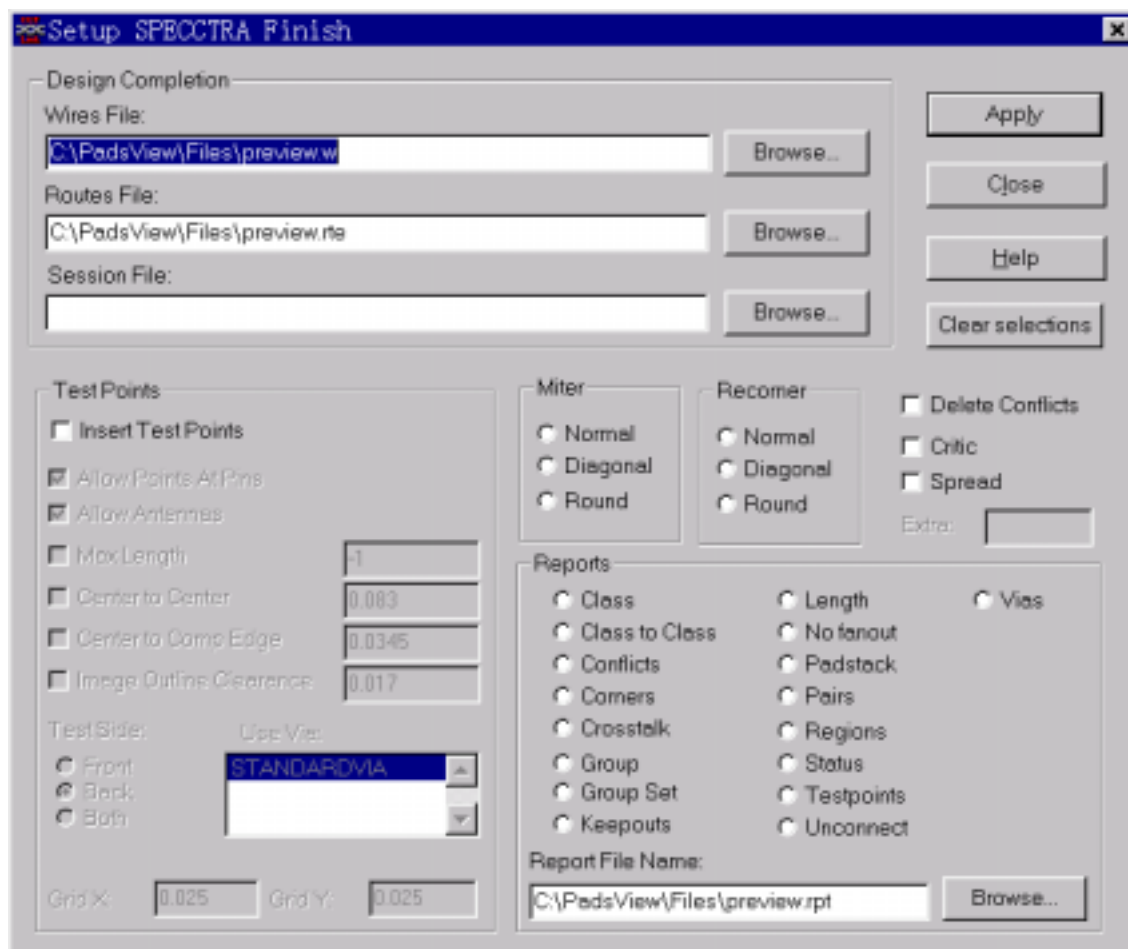 Setup SPECCTRA Finish
Design Completion
Wires File:
C:\PadsView\Files\preview.w
Browse...
Routes File:
C:\PadsView\Files\preview.rte
Browse...
Session File:
Browse...
Apply
Close
Help
Clear selections
Test Points
Insert Test Points
Allow Points At Pins
Allow Antennas
Max Length
-1
Center to Center
0.083
Center to Comp Edge
0.0345
Image Outline Clearance
0.017
Test Side:
Front
Back
Both
Use Via:
STANDARDVIA
Grid X:
0.025
Grid Y:
0.025
Miter
Normal
Diagonal
Round
Recorner
Normal
Diagonal
Round
Delete Conflicts
Critic
Spread
Extra:
Reports
Class
Class to Class
Conflicts
Corners
Crosstalk
Group
Group Set
Keepouts
Length
No fanout
Padstack
Pairs
Regions
Status
Testpoints
Unconnect
Vias
Report File Name:
C:\PadsView\Files\preview.rpt
Browse...